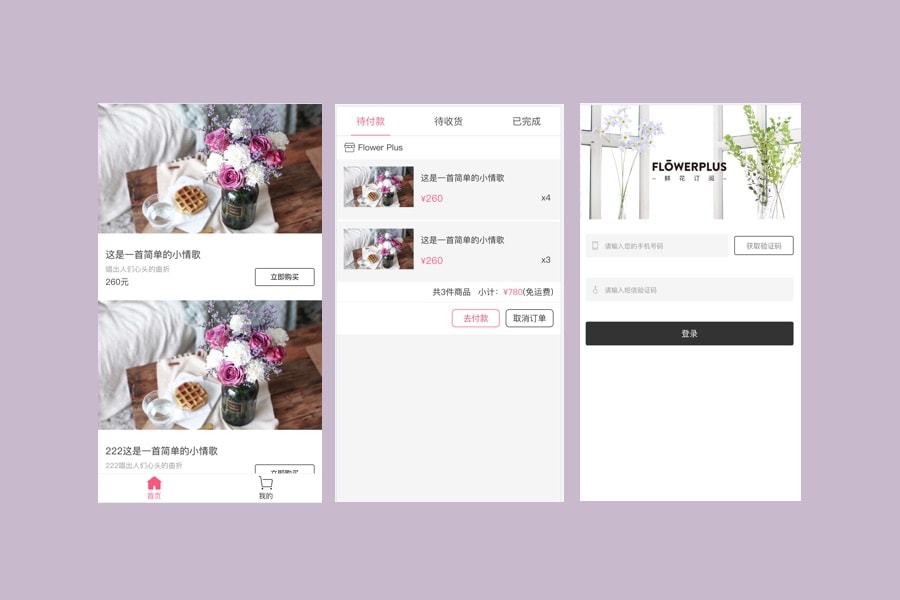 这是一首简单的小情歌
唱出人们心头的曲折
260元
立即购买
222这是一首简单的小情歌
222唱出人们心头的曲折
立即购买
首页
我的
待付款
待收货
已完成
Flower Plus
这是一首简单的小情歌
¥260
x4
这是一首简单的小情歌
¥260
x3
共3件商品 小计：¥780(免运费)
去付款
取消订单
FLŌWERPLUS
– 鲜 花 订 阅 –
请输入您的手机号码
获取验证码
请输入短信验证码
登录